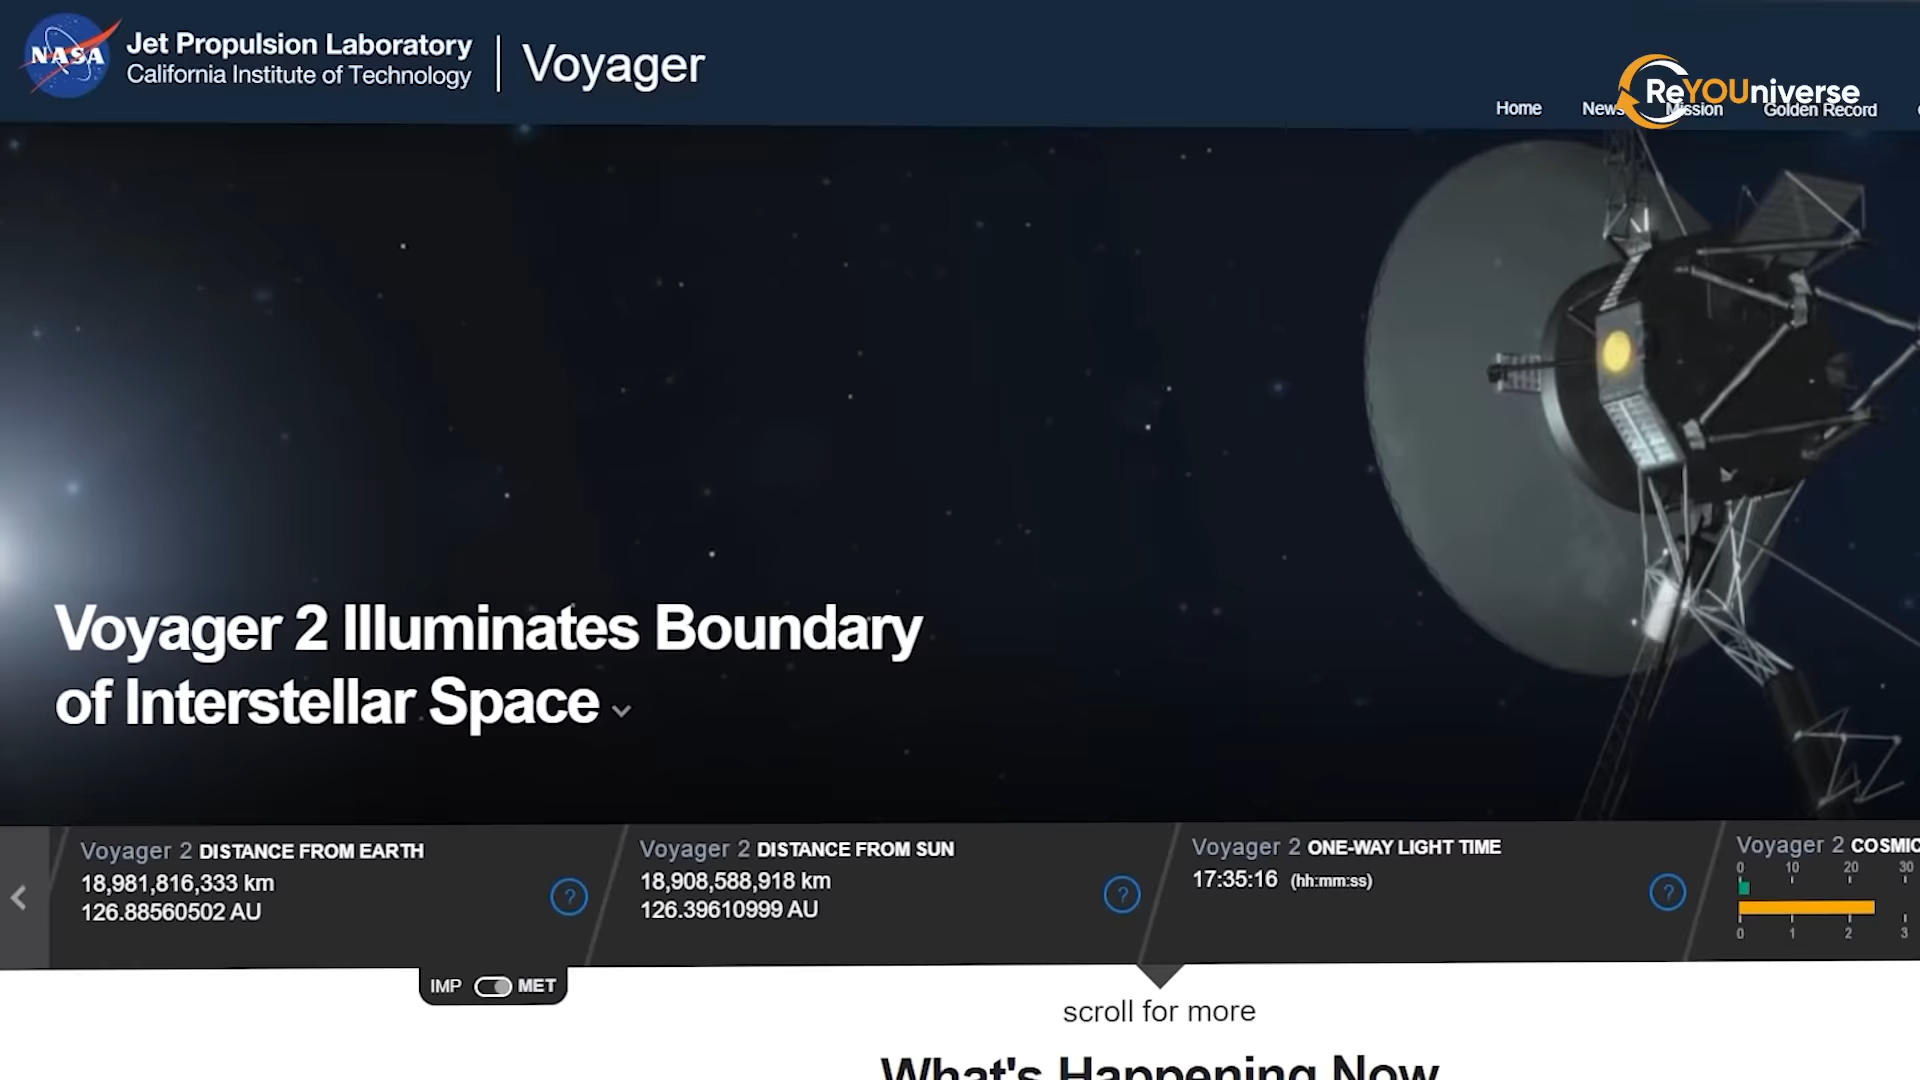 NASA
Jet Propulsion Laboratory
California Institute of Technology
Voyager
ReYOUniverse
Home
News
Mission
Golden Record
Voyager 2 Illuminates Boundary
of Interstellar Space
Voyager 2 DISTANCE FROM EARTH
18,981,816,333 km
126.88560502 AU
?
Voyager 2 DISTANCE FROM SUN
18,908,588,918 km
126.39610999 AU
?
Voyager 2 ONE-WAY LIGHT TIME
17:35:16 (hh:mm:ss)
?
Voyager 2 COSMIC
0 10 20 30
0 1 2 3
IMP MET
scroll for more
What's Happening Now